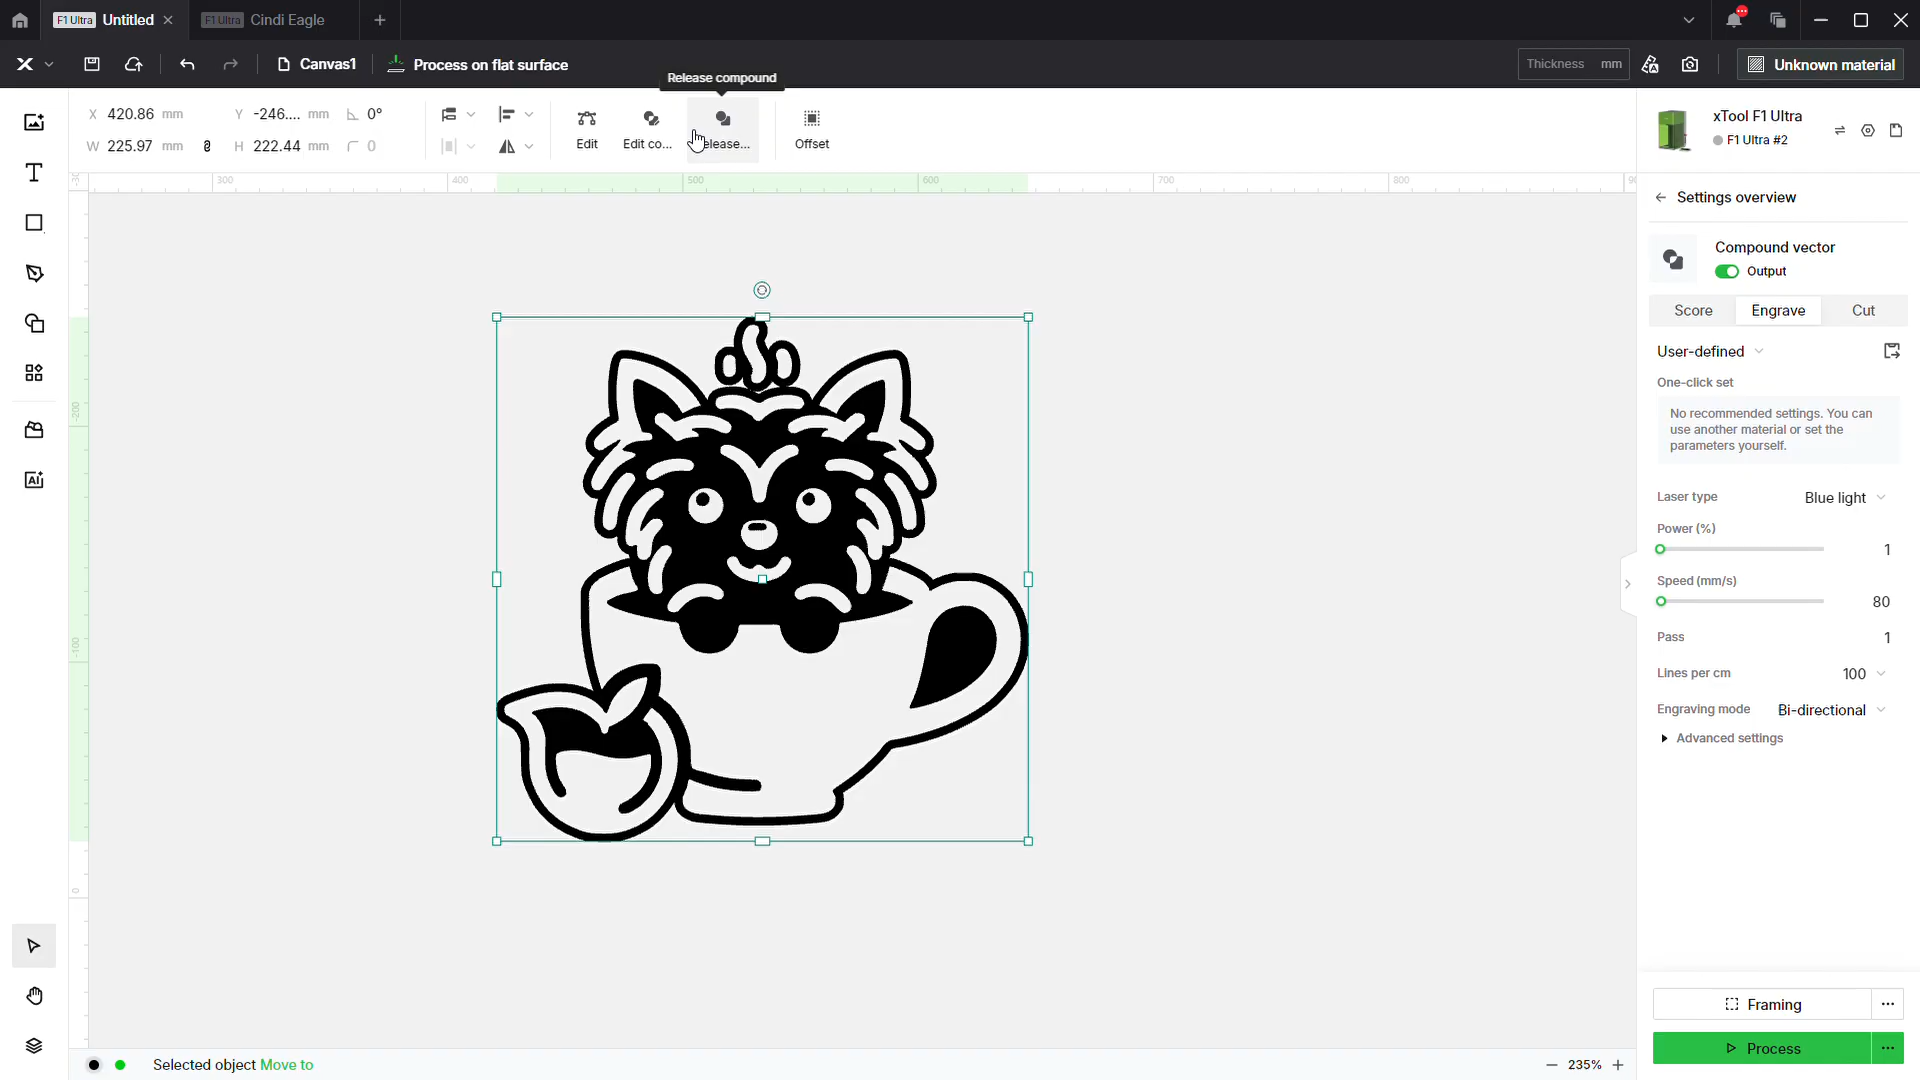 F1 Ultra Untitled
F1 Ultra Cindi Eagle
Canvas1
Process on flat surface
Release compound
Thickness mm
Unknown material
X 420.86 mm
Y -246.... mm
0°
W 225.97 mm
H 222.44 mm
0
Edit
Edit co...
elease...
Offset
xTool F1 Ultra
F1 Ultra #2
300
400
500
600
700
800
-200
-100
0
Settings overview
Compound vector
Output
Score
Engrave
Cut
User-defined
One-click set
No recommended settings. You can
use another material or set the
parameters yourself.
Laser type Blue light
Power (%)
1
Speed (mm/s)
80
Pass 1
Lines per cm 100
Engraving mode Bi-directional
Advanced settings
T
AI
Framing
Process
Selected object Move to
235%